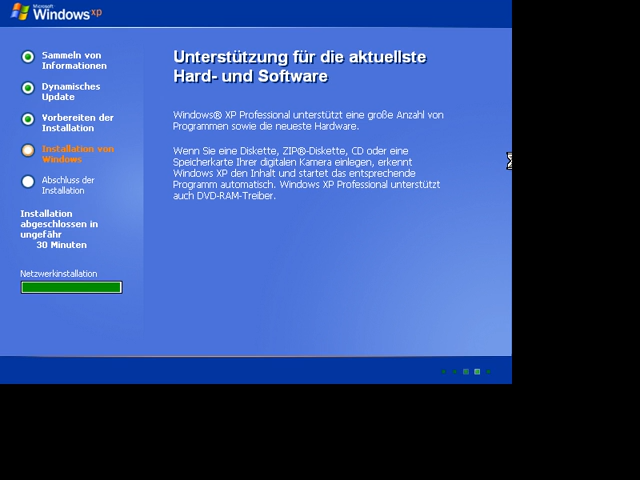 Microsoft
Windows xp
Sammeln von
Informationen
Dynamisches
Update
Vorbereiten der
Installation
Installation von
Windows
Abschluss der
Installation
Installation
abgeschlossen in
ungefähr
30 Minuten
Netzwerkinstallation
Unterstützung für die aktuellste
Hard- und Software
Windows® XP Professional unterstützt eine große Anzahl von
Programmen sowie die neueste Hardware.
Wenn Sie eine Diskette, ZIP®-Diskette, CD oder eine
Speicherkarte Ihrer digitalen Kamera einlegen, erkennt
Windows XP den Inhalt und startet das entsprechende
Programm automatisch. Windows XP Professional unterstützt
auch DVD-RAM-Treiber.